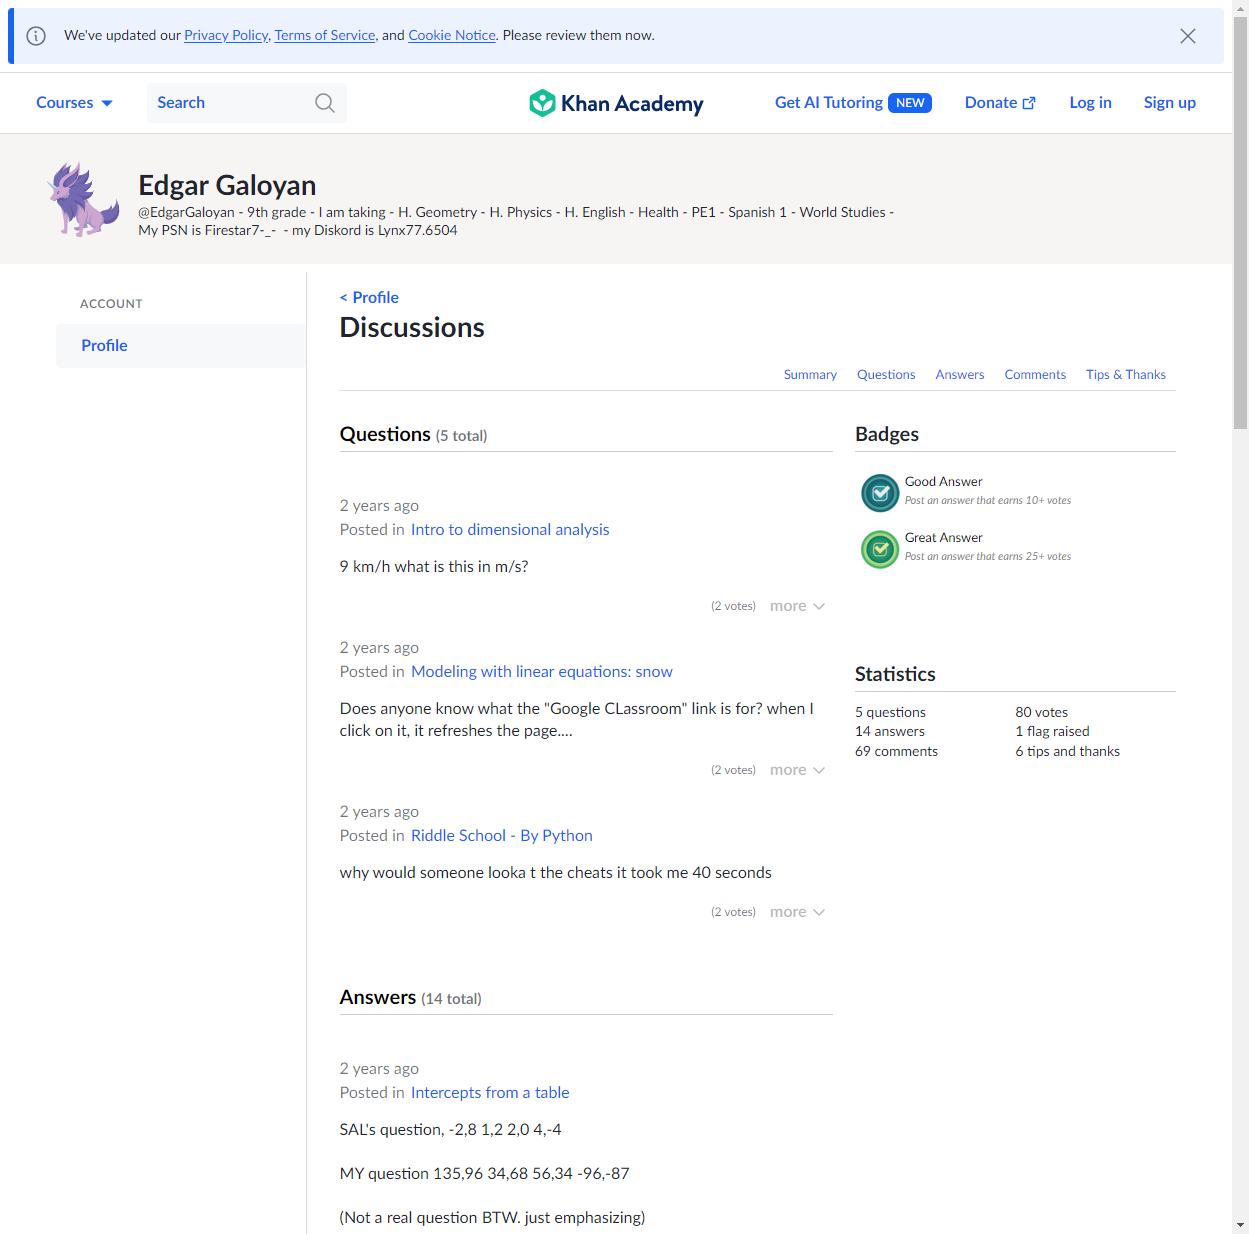 We've updated our Privacy Policy, Terms of Service, and Cookie Notice. Please review them now.
Courses
Search
Khan Academy
Get AI Tutoring NEW
Donate
Log in
Sign up
Edgar Galoyan
@EdgarGaloyan - 9th grade - I am taking - H. Geometry - H. Physics - H. English - Health - PE1 - Spanish 1 - World Studies -
My PSN is Firestar7-_- - my Diskord is Lynx77.6504
ACCOUNT
Profile
< Profile
Discussions
Summary
Questions
Answers
Comments
Tips & Thanks
Questions (5 total)
2 years ago
Posted in Intro to dimensional analysis
9 km/h what is this in m/s?
(2 votes) more
2 years ago
Posted in Modeling with linear equations: snow
Does anyone know what the "Google CLassroom" link is for? when I
click on it, it refreshes the page....
(2 votes) more
2 years ago
Posted in Riddle School - By Python
why would someone looka t the cheats it took me 40 seconds
(2 votes) more
Answers (14 total)
2 years ago
Posted in Intercepts from a table
SAL's question, -2,8 1,2 2,0 4,-4
MY question 135,96 34,68 56,34 -96,-87
(Not a real question BTW. just emphasizing)
Badges
Good Answer
Post an answer that earns 10+ votes
Great Answer
Post an answer that earns 25+ votes
Statistics
5 questions
14 answers
69 comments
80 votes
1 flag raised
6 tips and thanks